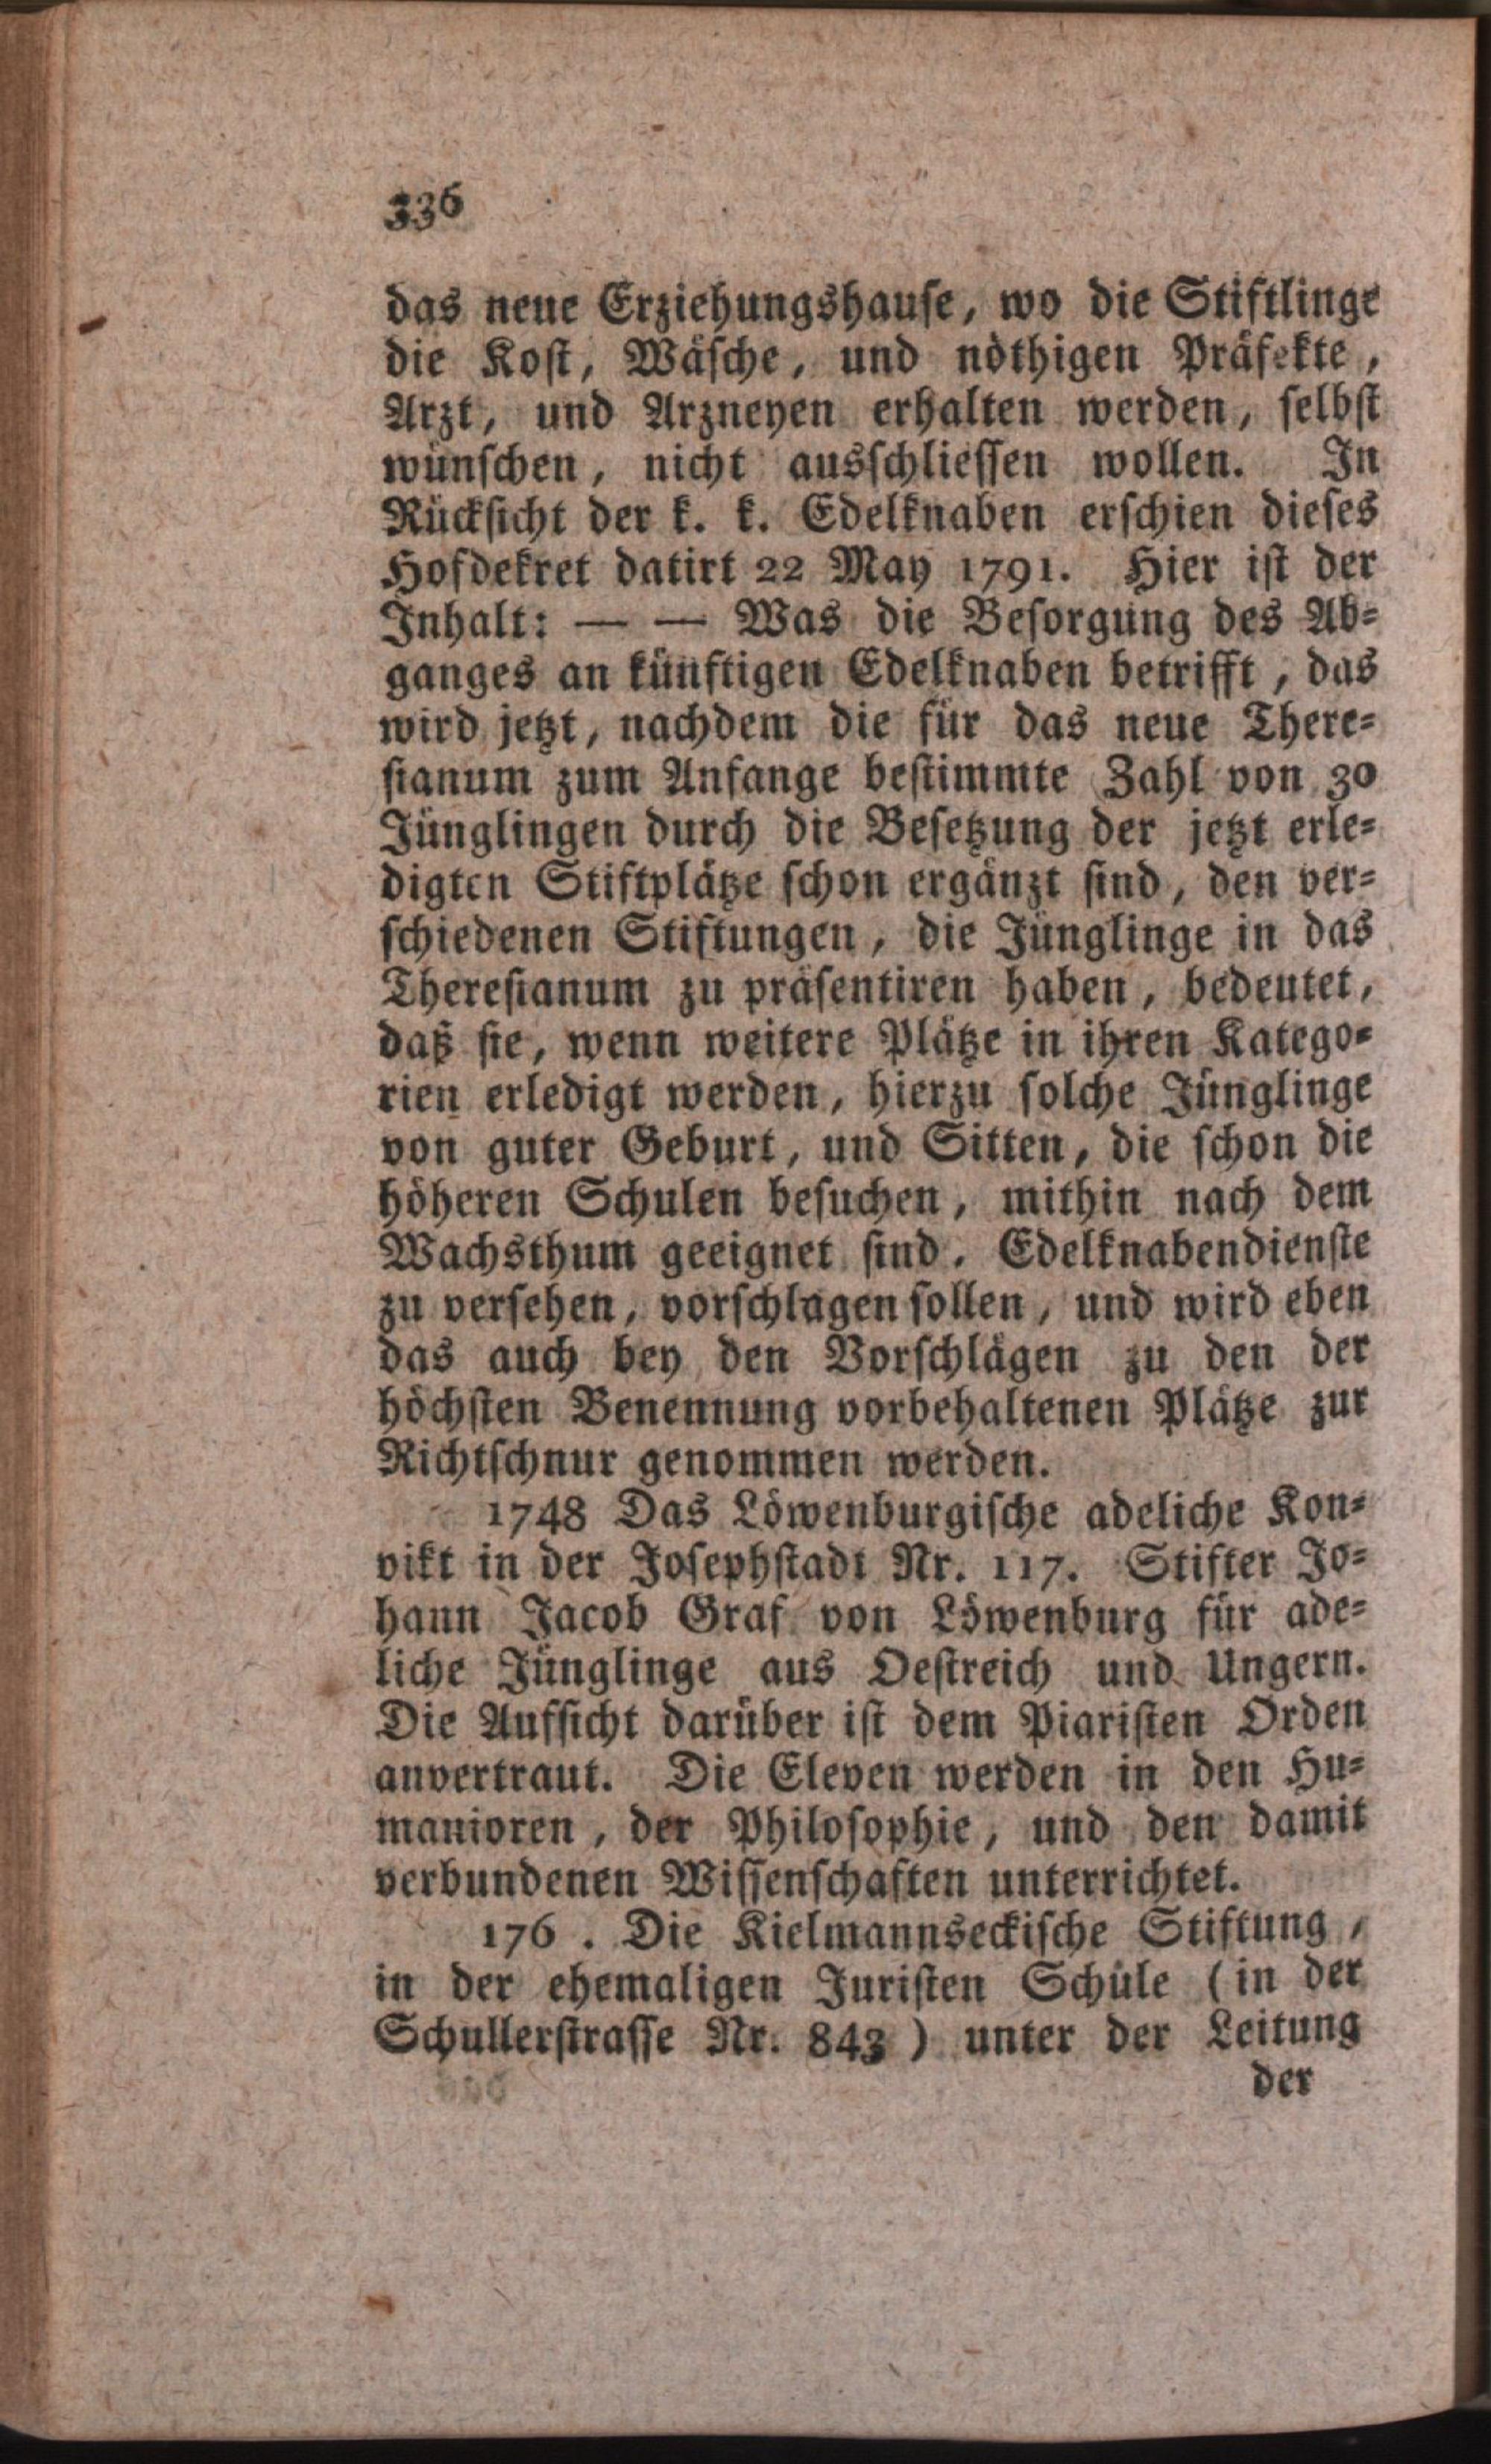 336
das neue Erziehungshause, wo die Stiftlinge
die Kost, Wäsche, und nöthigen Präfekte,
Arzt, und Arzneyen erhalten werden, selbst
wünschen, nicht ausschliessen wollen. In
Rücksicht der k. k. Edelknaben erschien dieses
Hofdekret datirt 22 May 1791. Hier ist der
Inhalt: — — Was die Besorgung des Ab-
ganges an künftigen Edelknaben betrifft, das
wird jetzt, nachdem die für das neue There-
sianum zum Anfange bestimmte Zahl von 30
Jünglingen durch die Besetzung der jetzt erle-
digten Stiftplätze schon ergänzt sind, den ver-
schiedenen Stiftungen, die Jünglinge in das
Theresianum zu präsentiren haben, bedeutet,
daß sie, wenn weitere Plätze in ihren Katego-
rien erledigt werden, hierzu solche Jünglinge
von guter Geburt, und Sitten, die schon die
höheren Schulen besuchen, mithin nach dem
Wachsthum geeignet sind. Edelknabendienste
zu versehen, vorschlagen sollen, und wird eben
das auch bey den Vorschlägen zu den der
höchsten Benennung vorbehaltenen Plätze zur
Richtschnur genommen werden.
1748 Das Löwenburgische adeliche Kon-
vikt in der Josephstadt Nr. 117. Stifter Jo-
hann Jacob Graf von Löwenburg für ade-
liche Jünglinge aus Oestreich und Ungern.
Die Aufsicht darüber ist dem Piaristen Orden
anvertraut. Die Eleven werden in den Hu-
manioren, der Philosophie, und den damit
verbundenen Wissenschaften unterrichtet.
176 . Die Kielmannseckische Stiftung,
in der ehemaligen Juristen Schule (in der
Schullerstrasse Nr. 843) unter der Leitung
der